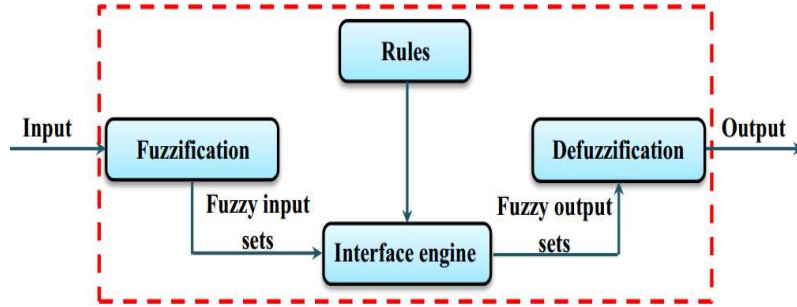 Rules
Input
Fuzzification
Defuzzification
Output
Fuzzy input
sets
Interface engine
Fuzzy output
sets